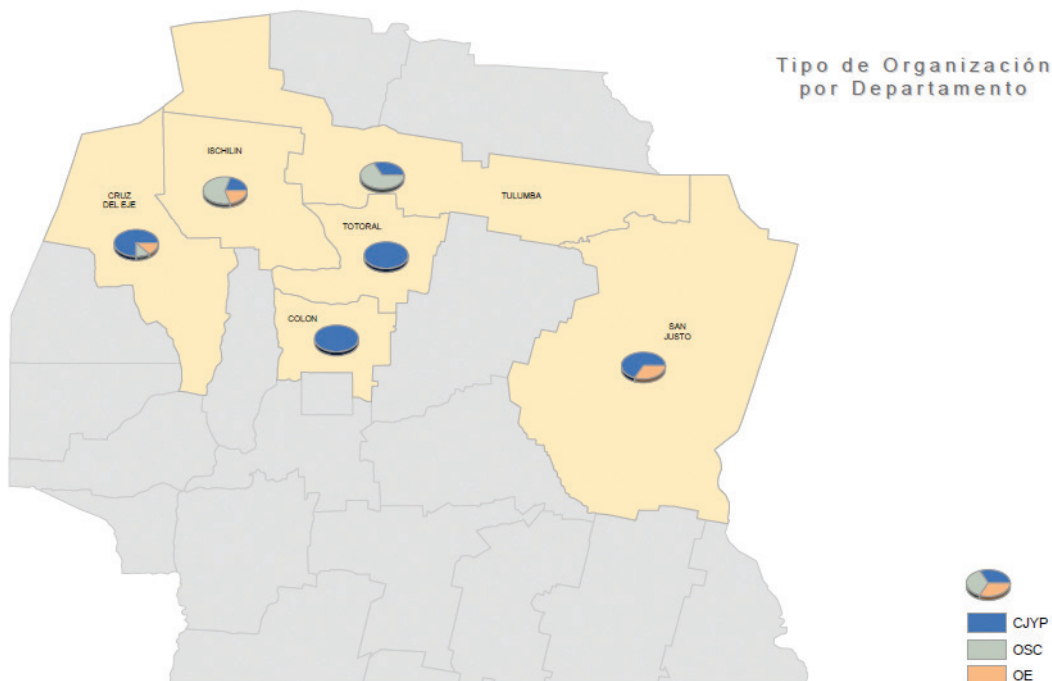 Tipo de Organización
por Departamento
ISCHILIN
CRUZ
DEL EJE
TULUMBA
TOTORAL
COLON
SAN
JUSTO
CJYP
OSC
OE